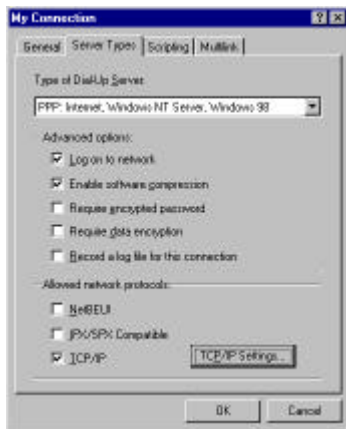 My Connection
General Server Types Scripting Multilink
Type of Dial-Up Server:
PPP: Internet, Windows NT Server, Windows 98
Advanced options:
Log on to network
Enable software compression
Require encrypted password
Require data encryption
Record a log file for this connection
Allowed network protocols:
NetBEUI
IPX/SPX Compatible
TCP/IP TCP/IP Settings...
OK Cancel